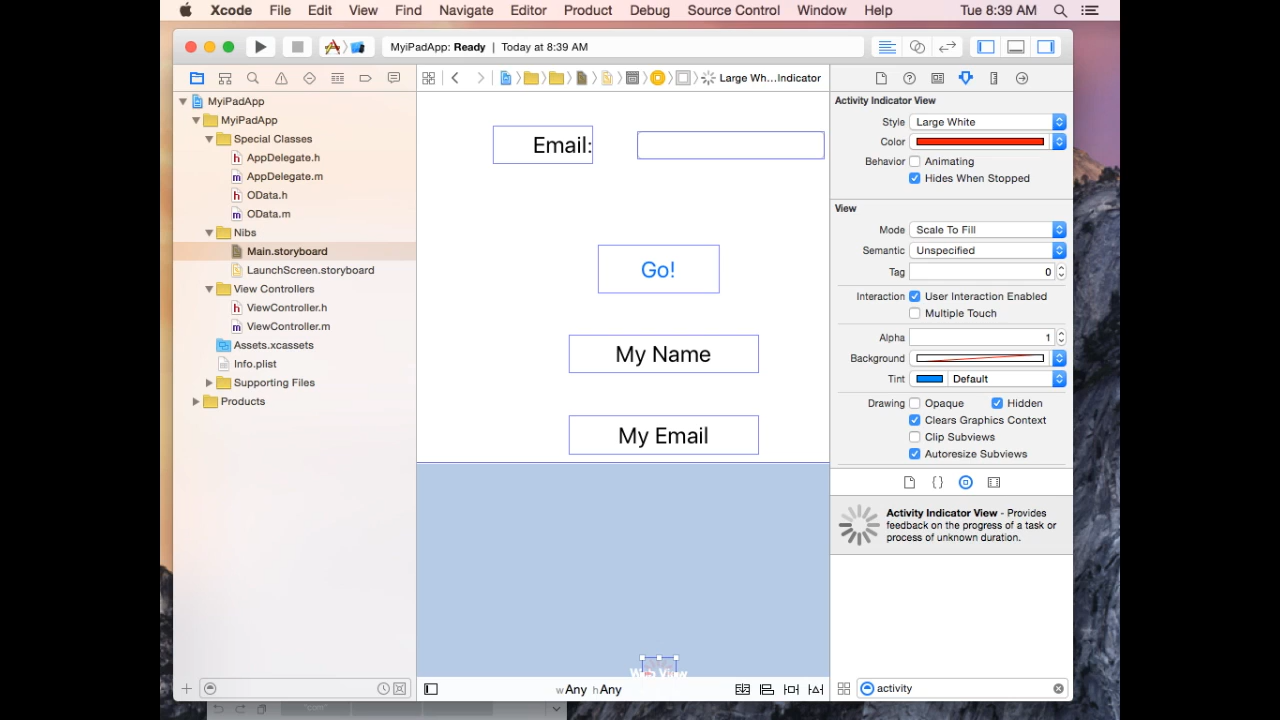 Xcode File Edit View Find Navigate Editor Product Debug Source Control Window Help Tue 8:39 AM
MyiPadApp: Ready | Today at 8:39 AM
Large Wh...Indicator
MyiPadApp
MyiPadApp
Special Classes
h AppDelegate.h
m AppDelegate.m
h OData.h
m OData.m
Nibs
Main.storyboard
LaunchScreen.storyboard
View Controllers
h ViewController.h
m ViewController.m
Assets.xcassets
Info.plist
Supporting Files
Products
Email:
Go!
My Name
My Email
Web View
wAny hAny
Activity Indicator View
Style Large White
Color
Behavior Animating
Hides When Stopped
View
Mode Scale To Fill
Semantic Unspecified
Tag 0
Interaction User Interaction Enabled
Multiple Touch
Alpha 1
Background
Tint Default
Drawing Opaque Hidden
Clears Graphics Context
Clip Subviews
Autoresize Subviews
Activity Indicator View - Provides
feedback on the progress of a task or
process of unknown duration.
activity
"com"